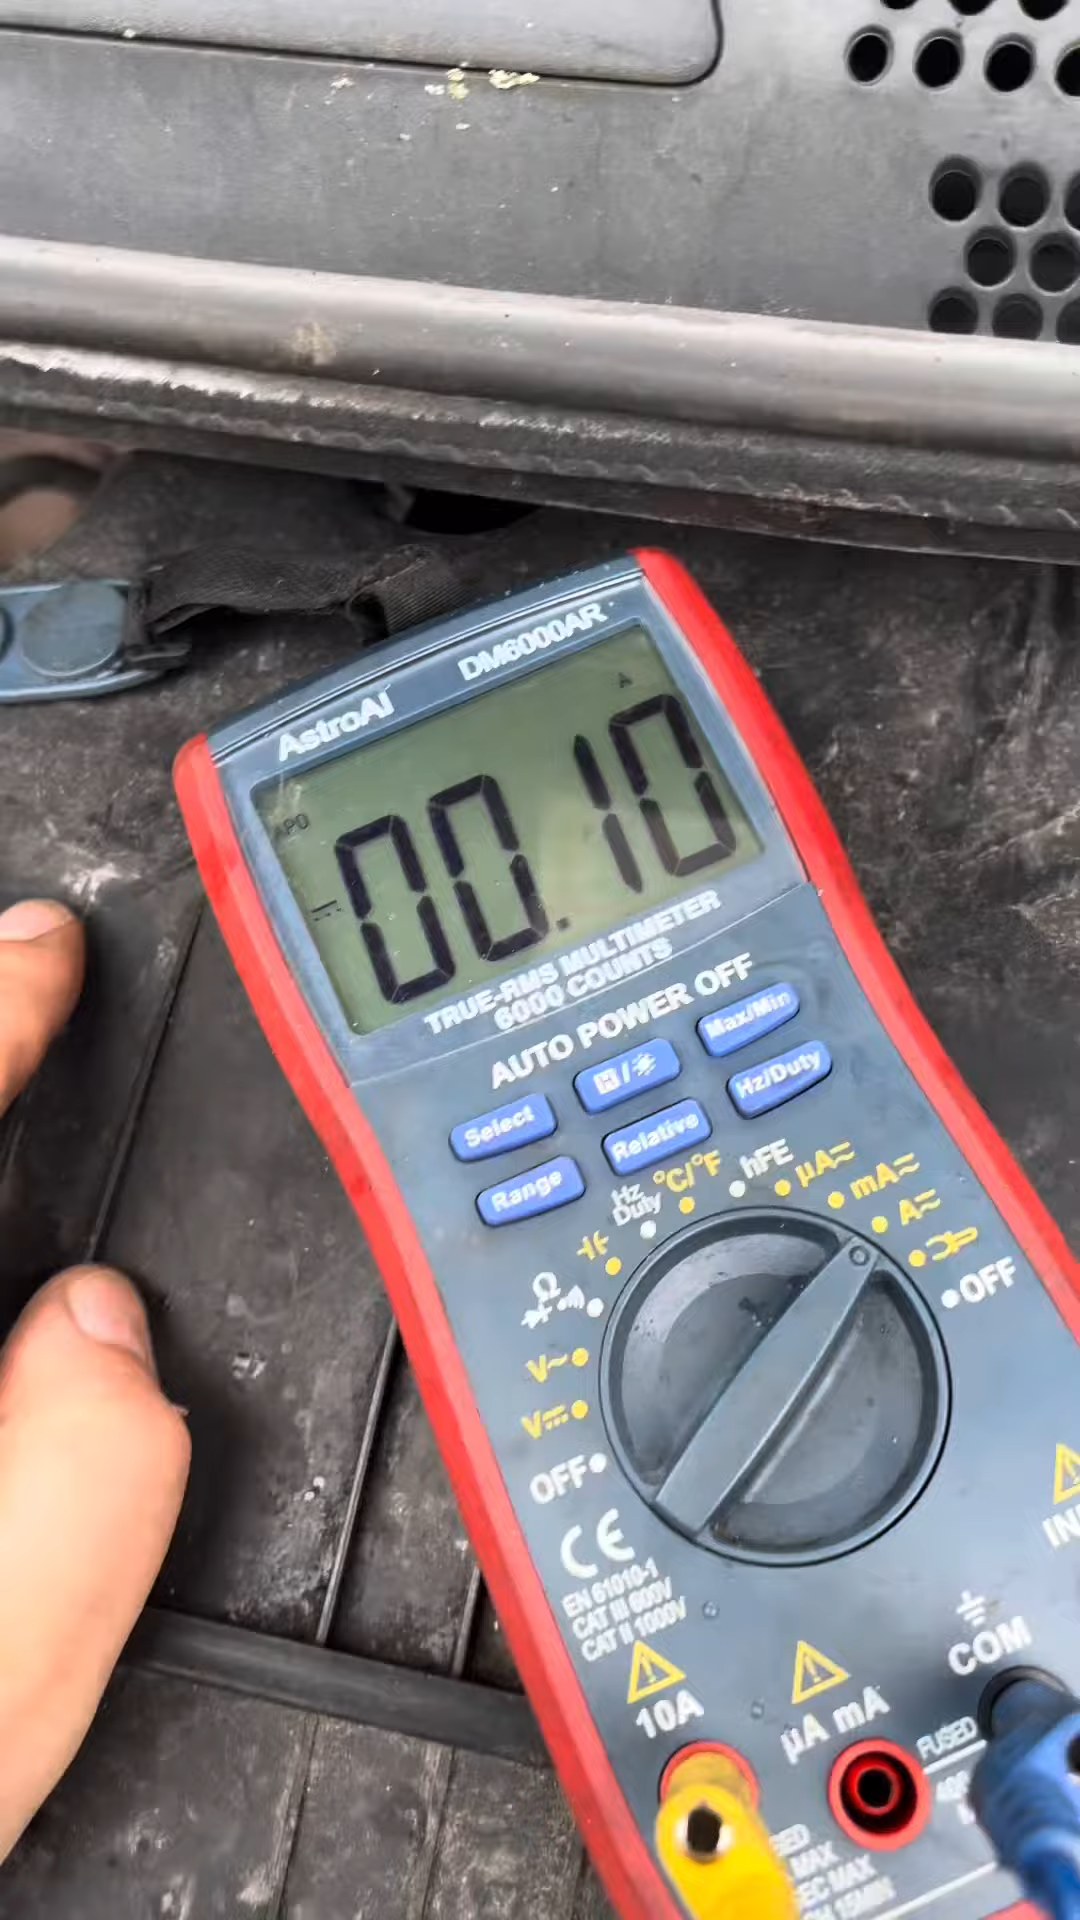 AstroAI
DM6000AR
A
APO
00.10
TRUE-RMS MULTIMETER
6000 COUNTS
AUTO POWER OFF
Select
H/
Max/Min
Range
Relative
Hz/Duty
Hz
Duty
°C/°F
hFE
µA
mA
A
OFF
Ω
V~
V
OFF
CE
EN 61010-1
CAT III 600V
CAT II 1000V
10A
µA mA
COM
FUSED
MAX